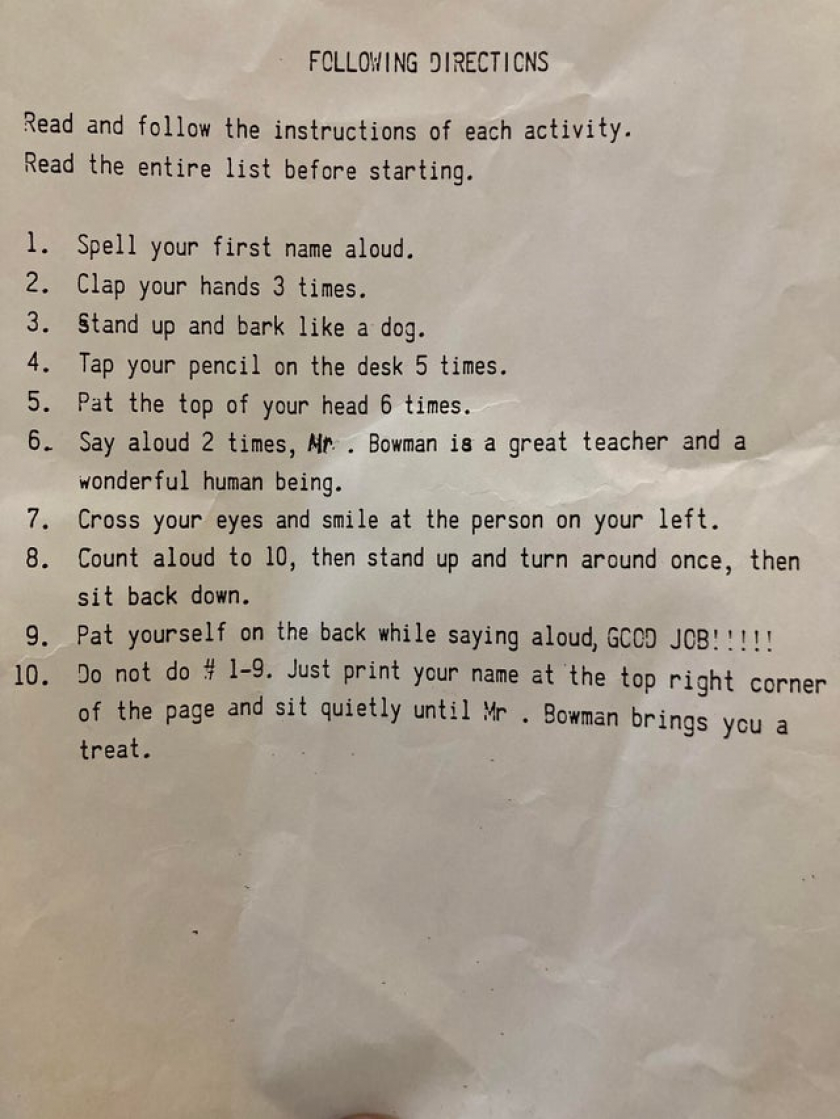 FOLLOWING DIRECTIONS
Read and follow the instructions of each activity.
Read the entire list before starting.
1. Spell your first name aloud.
2. Clap your hands 3 times.
3. Stand up and bark like a dog.
4. Tap your pencil on the desk 5 times.
5. Pat the top of your head 6 times.
6. Say aloud 2 times, Mr . Bowman is a great teacher and a
wonderful human being.
7. Cross your eyes and smile at the person on your left.
8. Count aloud to 10, then stand up and turn around once, then
sit back down.
9. Pat yourself on the back while saying aloud, GOOD JOB!!!!!
10. Do not do # 1-9. Just print your name at the top right corner
of the page and sit quietly until Mr . Bowman brings you a
treat.